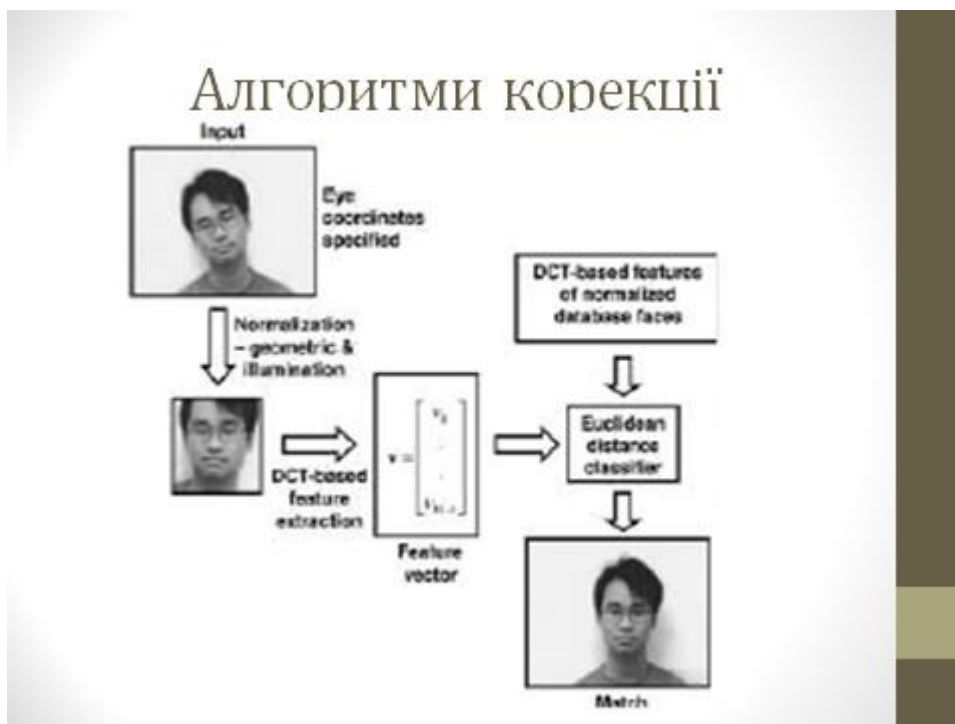 Алгоритми корекції
Input
Eye
coordinates
specified
Normalization
– geometric &
illumination
DCT-based
feature
extraction
v =
Feature
vector
DCT-based features
of normalized
database faces
Euclidean
distance
classifier
Match